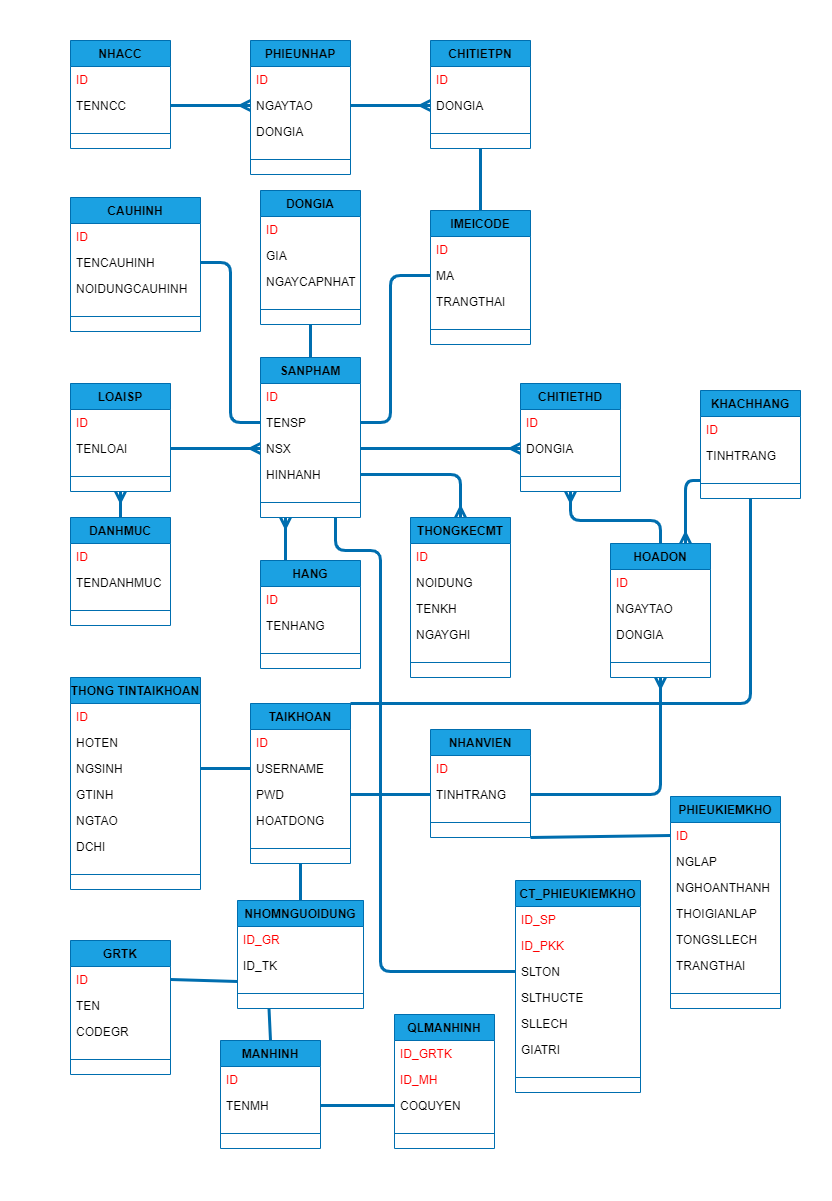 NHACC
ID
TENNCC
PHIEUNHAP
ID
NGAYTAO
DONGIA
CHITIETPN
ID
DONGIA
CAUHINH
ID
TENCAUHINH
NOIDUNGCAUHINH
DONGIA
ID
GIA
NGAYCAPNHAT
IMEICODE
ID
MA
TRANGTHAI
LOAISP
ID
TENLOAI
SANPHAM
ID
TENSP
NSX
HINHANH
CHITIETHD
ID
DONGIA
KHACHHANG
ID
TINHTRANG
DANHMUC
ID
TENDANHMUC
HANG
ID
TENHANG
THONGKECMT
ID
NOIDUNG
TENKH
NGAYGHI
HOADON
ID
NGAYTAO
DONGIA
THONG TINTAIKHOAN
ID
HOTEN
NGSINH
GTINH
NGTAO
DCHI
TAIKHOAN
ID
USERNAME
PWD
HOATDONG
NHANVIEN
ID
TINHTRANG
PHIEUKIEMKHO
ID
NGLAP
NGHOANTHANH
THOIGIANLAP
TONGSLLECH
TRANGTHAI
NHOMNGUOIDUNG
ID_GR
ID_TK
CT_PHIEUKIEMKHO
ID_SP
ID_PKK
SLTON
SLTHUCTE
SLLECH
GIATRI
GRTK
ID
TEN
CODEGR
MANHINH
ID
TENMH
QLMANHINH
ID_GRTK
ID_MH
COQUYEN